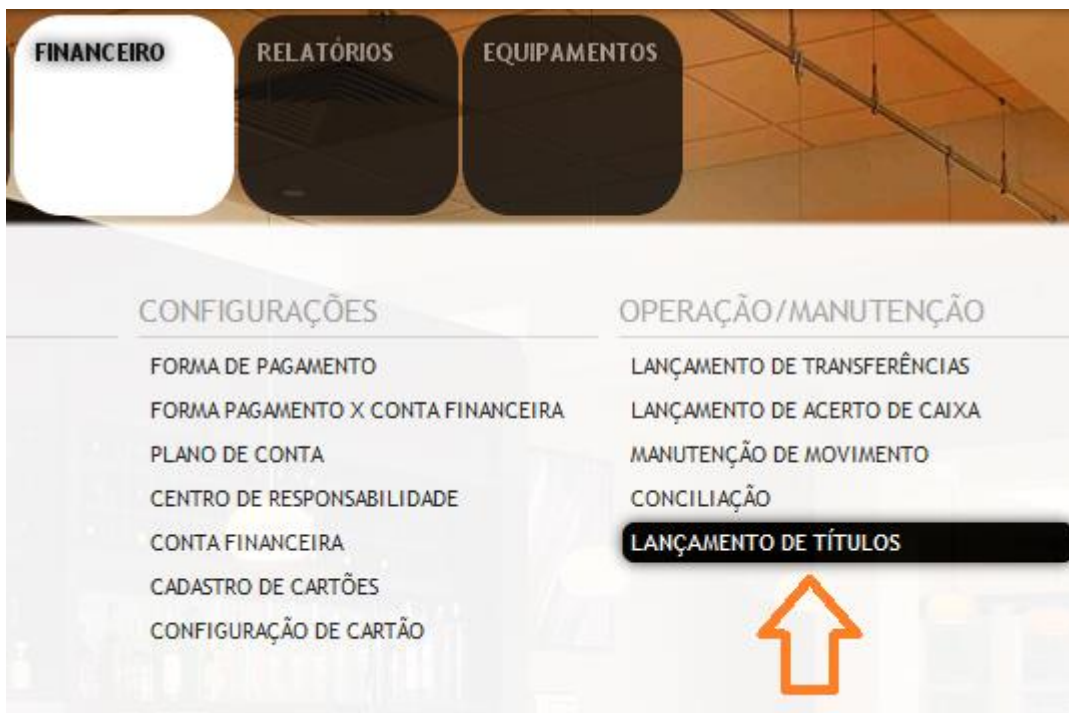 FINANCEIRO
RELATÓRIOS
EQUIPAMENTOS
CONFIGURAÇÕES
FORMA DE PAGAMENTO
FORMA PAGAMENTO X CONTA FINANCEIRA
PLANO DE CONTA
CENTRO DE RESPONSABILIDADE
CONTA FINANCEIRA
CADASTRO DE CARTÕES
CONFIGURAÇÃO DE CARTÃO
OPERAÇÃO/MANUTENÇÃO
LANÇAMENTO DE TRANSFERÊNCIAS
LANÇAMENTO DE ACERTO DE CAIXA
MANUTENÇÃO DE MOVIMENTO
CONCILIAÇÃO
LANÇAMENTO DE TÍTULOS